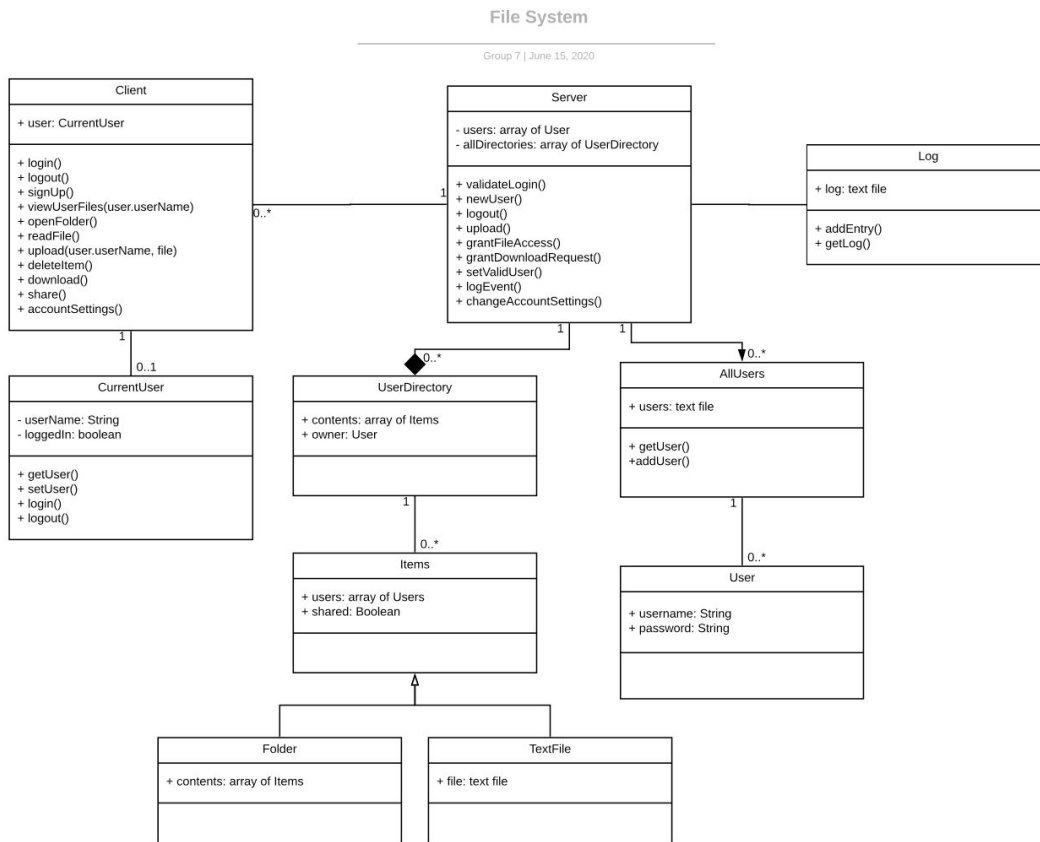 File System
Group 7 | June 15, 2020
Client
+ user: CurrentUser
+ login()
+ logout()
+ signUp()
+ viewUserFiles(user.userName)
+ openFolder()
+ readFile()
+ upload(user.userName, file)
+ deleteItem()
+ download()
+ share()
+ accountSettings()
0..*
1
Server
- users: array of User
- allDirectories: array of UserDirectory
+ validateLogin()
+ newUser()
+ logout()
+ upload()
+ grantFileAccess()
+ grantDownloadRequest()
+ setValidUser()
+ logEvent()
+ changeAccountSettings()
Log
+ log: text file
+ addEntry()
+ getLog()
1
0..1
1
0..*
1
0..*
CurrentUser
- userName: String
- loggedIn: boolean
+ getUser()
+ setUser()
+ login()
+ logout()
UserDirectory
+ contents: array of Items
+ owner: User
1
0..*
AllUsers
+ users: text file
+ getUser()
+addUser()
1
0..*
Items
+ users: array of Users
+ shared: Boolean
User
+ username: String
+ password: String
Folder
+ contents: array of Items
TextFile
+ file: text file